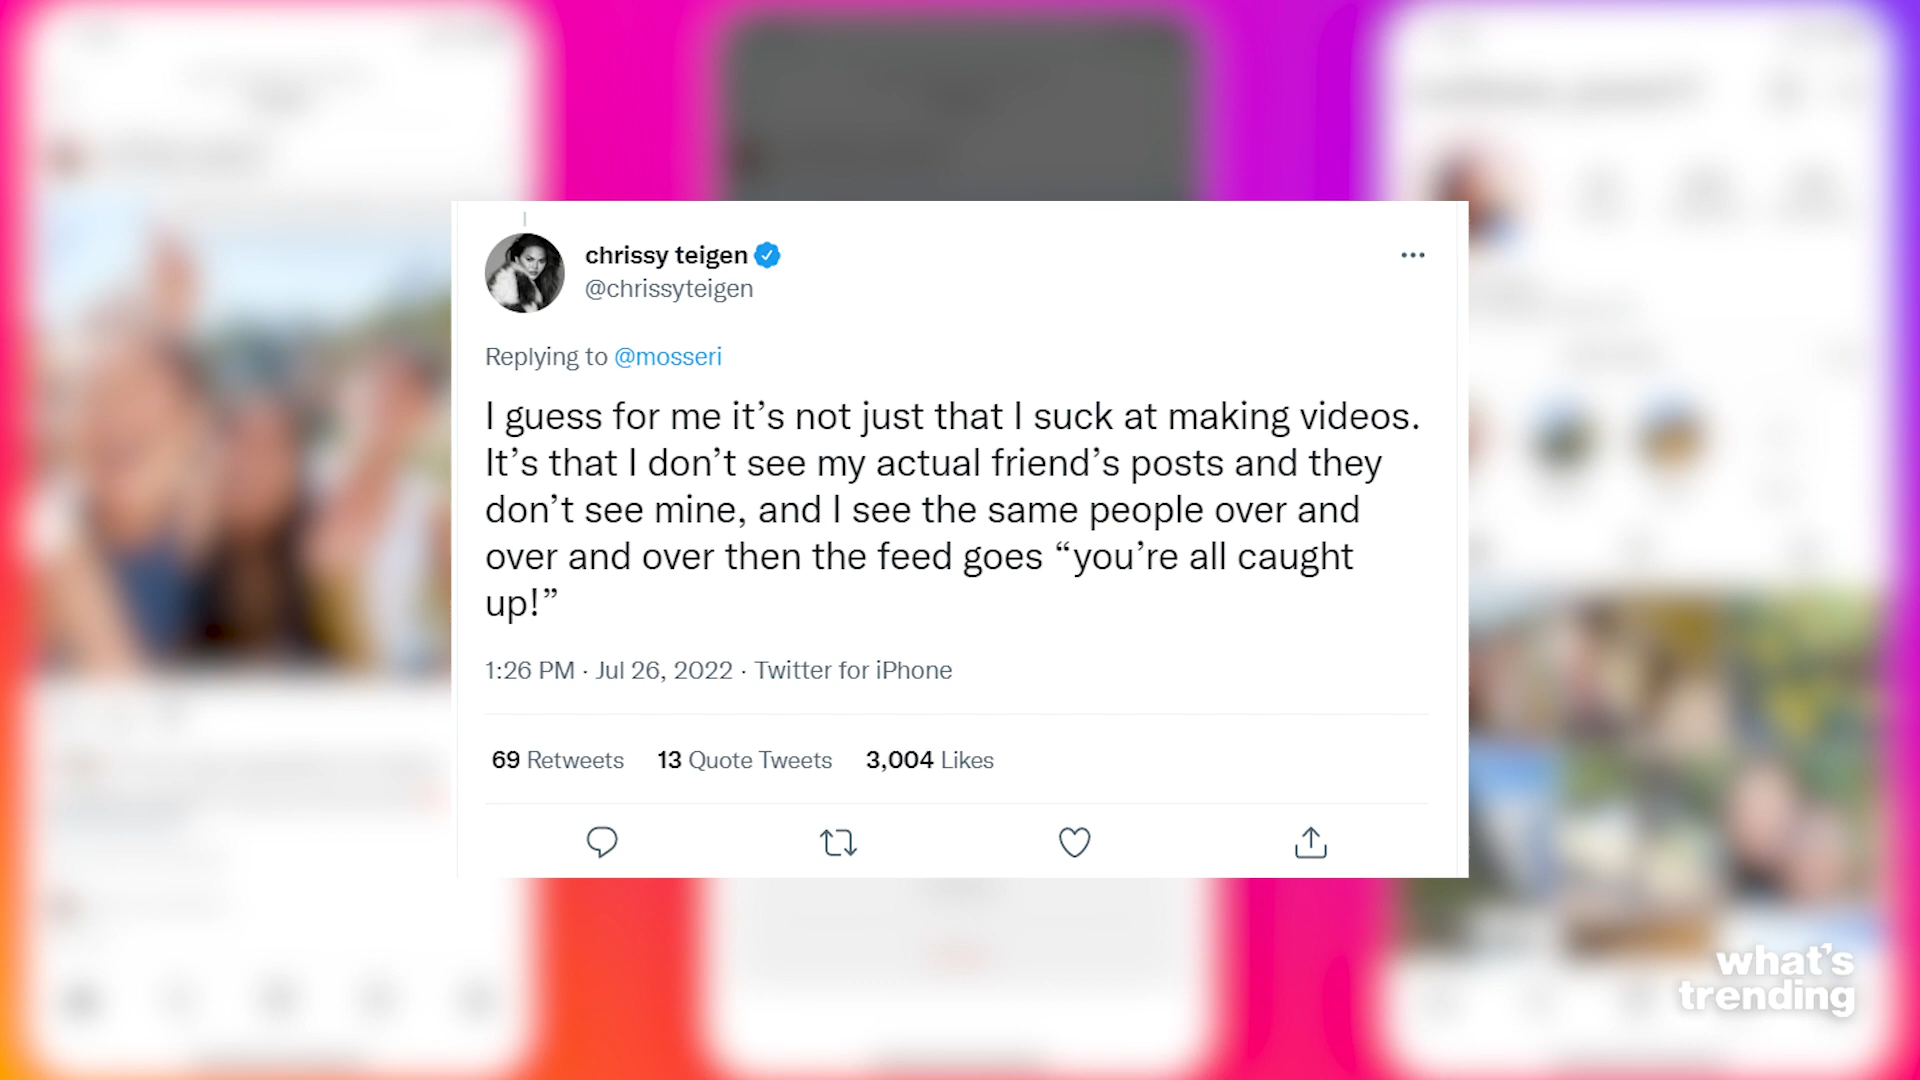 chrissy teigen
@chrissyteigen
Replying to @mosseri
I guess for me it’s not just that I suck at making videos.
It’s that I don’t see my actual friend’s posts and they
don’t see mine, and I see the same people over and
over and over then the feed goes “you’re all caught
up!”
1:26 PM · Jul 26, 2022 · Twitter for iPhone
69 Retweets 13 Quote Tweets 3,004 Likes
what’s
trending